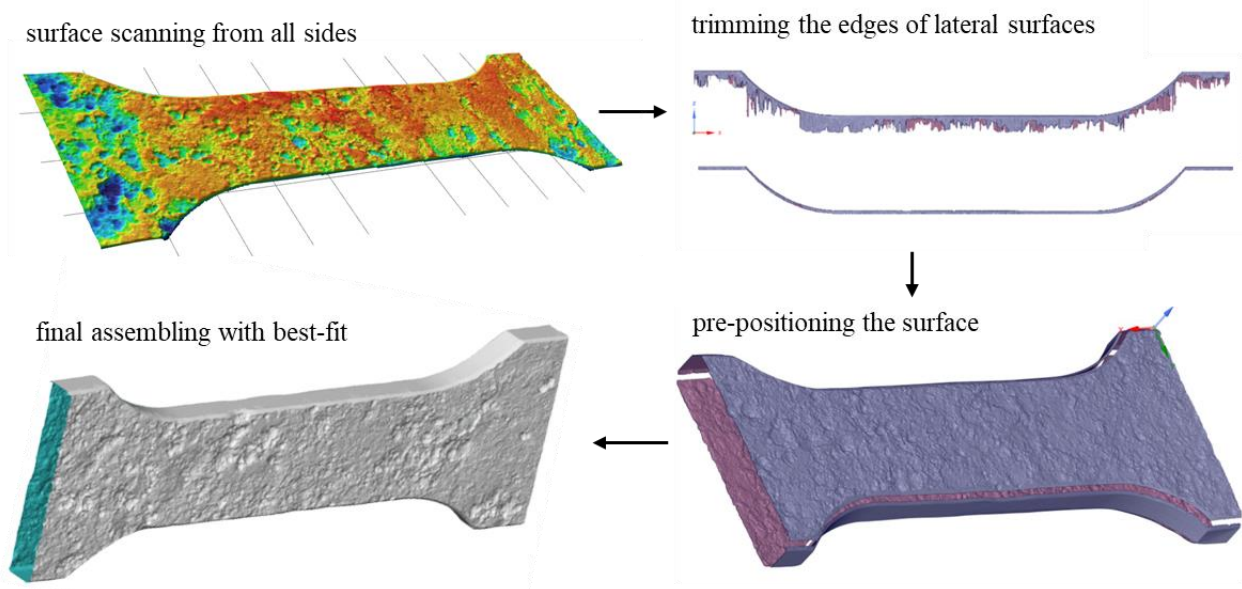 surface scanning from all sides
trimming the edges of lateral surfaces
pre-positioning the surface
final assembling with best-fit